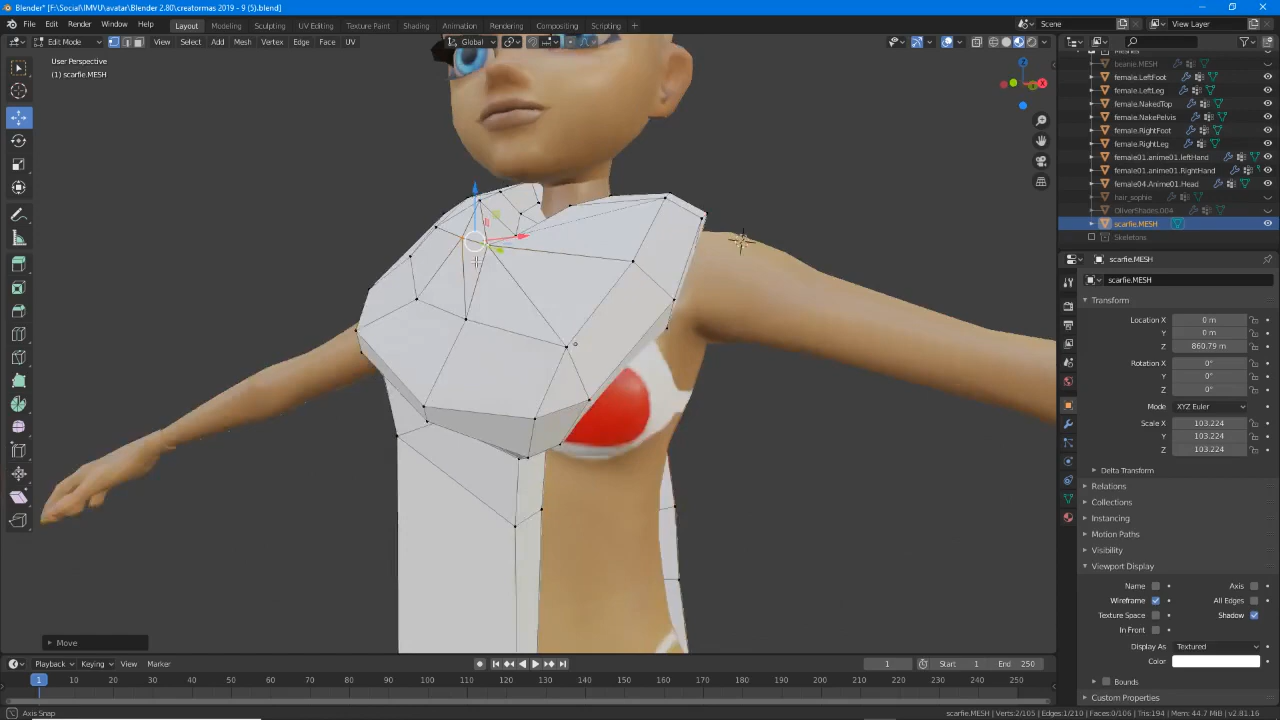 Blender* [F:\Social\IMVU\avatar\Blender 2.80\creatormas 2019 - 9 (5).blend]
File Edit Render Window Help Layout Modeling Sculpting UV Editing Texture Paint Shading Animation Rendering Compositing Scripting + Scene View Layer
Edit Mode View Select Add Mesh Vertex Edge Face UV Global
User Perspective
(1) scarfie.MESH
beanie.MESH
female.LeftFoot
female.LeftLeg
female.NakedTop
female.NakePelvis
female.RightFoot
female.RightLeg
female01.anime01.leftHand
female01.anime01.RightHand
female04.Anime01.Head
hair_sophie
OliverShades.004
scarfie.MESH
Skeletons
scarfie.MESH
scarfie.MESH
Transform
Location X 0 m
Y 0 m
Z 860.79 m
Rotation X 0°
Y 0°
Z 0°
Mode XYZ Euler
Scale X 103.224
Y 103.224
Z 103.224
Delta Transform
Relations
Collections
Instancing
Motion Paths
Visibility
Viewport Display
Name Axis
Wireframe All Edges
Texture Space Shadow
In Front
Display As Textured
Color
Bounds
Custom Properties
Move
Playback Keying View Marker 1 Start 1 End 250
1 10 20 30 40 50 60 70 80 90 100 110 120 130 140 150 160 170 180 190 200 210 220 230 240 250
Axis Snap scarfie.MESH | Verts:2/105 | Edges:1/210 | Faces:0/106 | Tris:194 | Mem: 44.7 MiB | v2.81.16